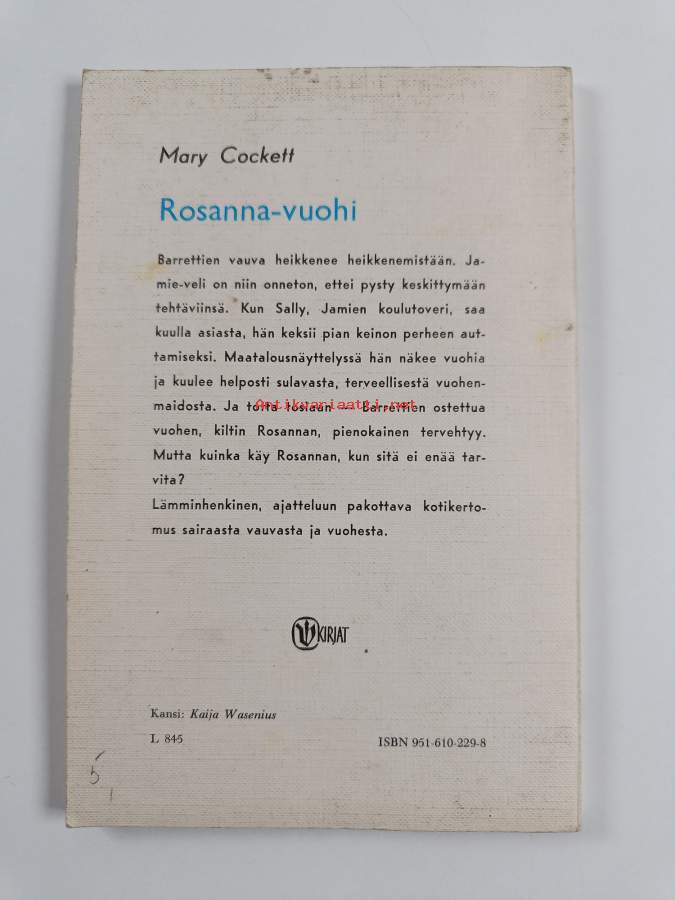 Mary Cockett
Rosanna-vuohi
Barrettien vauva heikkenee heikkenemistään. Ja-
mie-veli on niin onneton, ettei pysty keskittymään
tehtäviinsä. Kun Sally, Jamien koulutoveri, saa
kuulla asiasta, hän keksii pian keinon perheen aut-
tamiseksi. Maatalousnäyttelyssä hän näkee vuohia
ja kuulee helposti sulavasta, terveellisestä vuohen-
maidosta. Ja totta tosiaan — Barrettien ostettua
Antikvariaatti.net
vuohen, kiltin Rosannan, pienokainen tervehtyy.
Mutta kuinka käy Rosannan, kun sitä ei enää tar-
vita?
Lämminhenkinen, ajatteluun pakottava kotikerto-
mus sairaasta vauvasta ja vuohesta.
KIRJAT
Kansi: Kaija Wasenius
L 845
ISBN 951-610-229-8
5